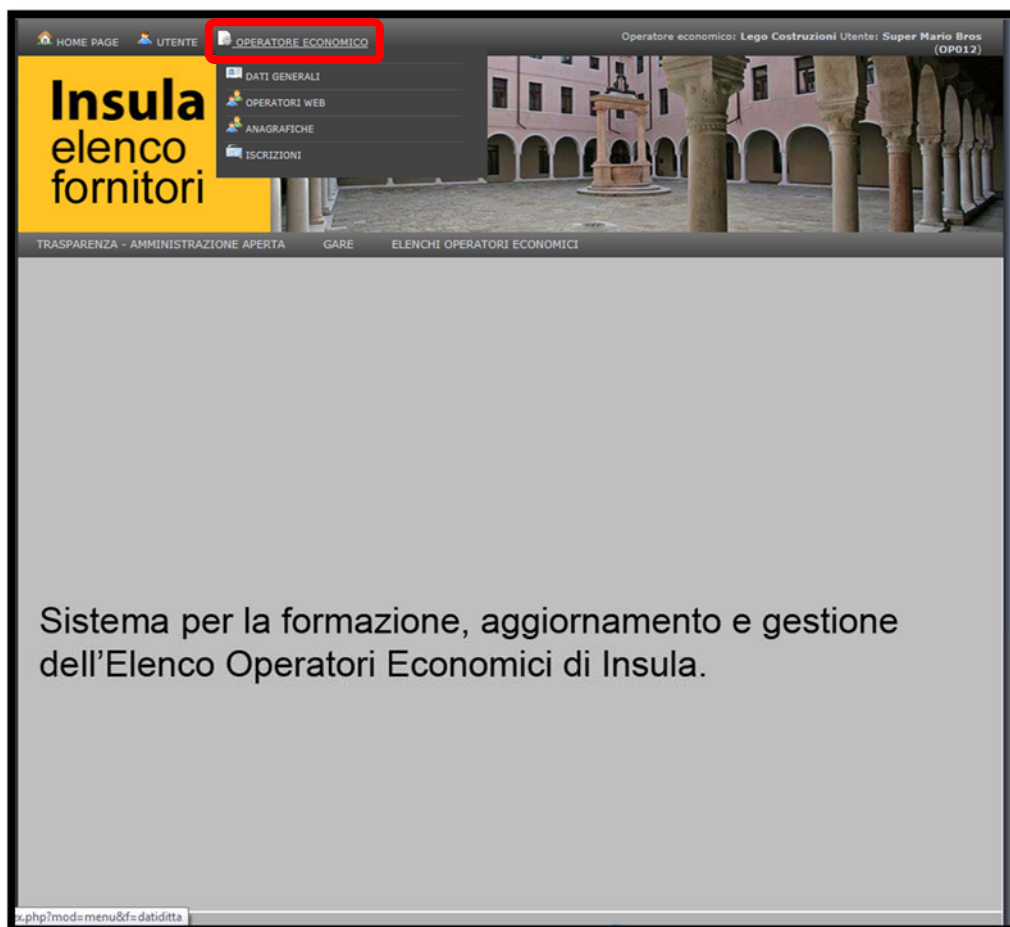 HOME PAGE UTENTE OPERATORE ECONOMICO
Operatore economico: Lego Costruzioni Utente: Super Mario Bros
(OP012)
DATI GENERALI
OPERATORI WEB
ANAGRAFICHE
ISCRIZIONI
Insula
elenco
fornitori
TRASPARENZA - AMMINISTRAZIONE APERTA GARE ELENCHI OPERATORI ECONOMICI
Sistema per la formazione, aggiornamento e gestione
dell'Elenco Operatori Economici di Insula.
x.php?mod=menu&f=datiditta